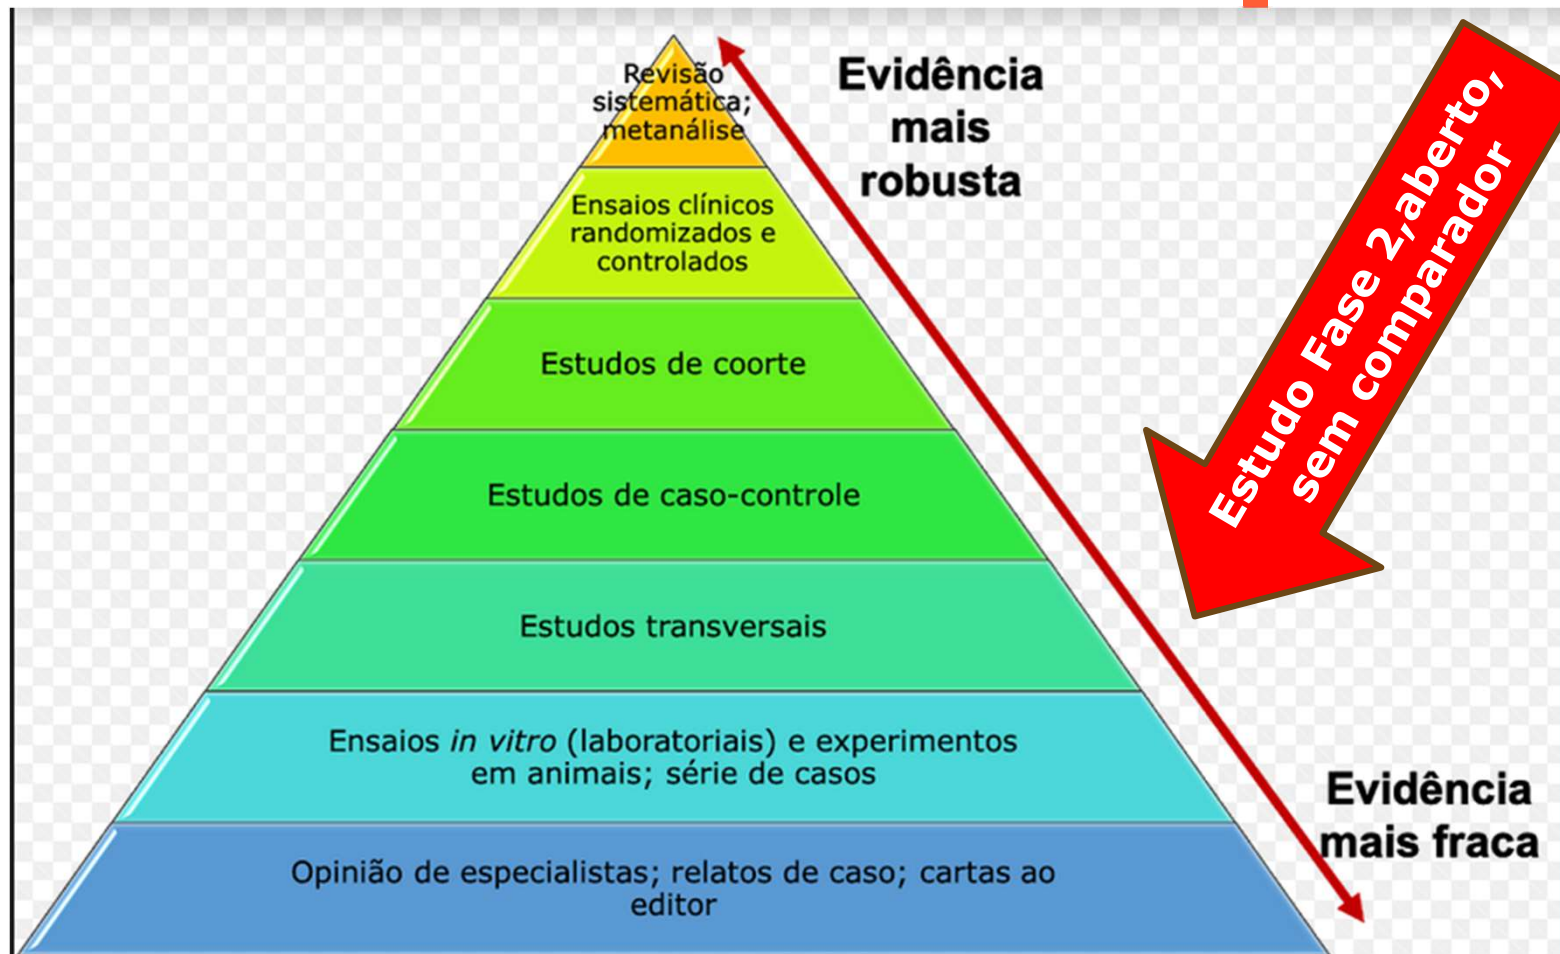 Revisão
sistemática;
metanálise
Evidência
mais
robusta
Ensaios clínicos
randomizados e
controlados
Estudos de coorte
Estudos de caso-controle
Estudos transversais
Ensaios in vitro (laboratoriais) e experimentos
em animais; série de casos
Opinião de especialistas; relatos de caso; cartas ao
editor
Estudo Fase 2,aberto,
sem comparador
Evidência
mais fraca